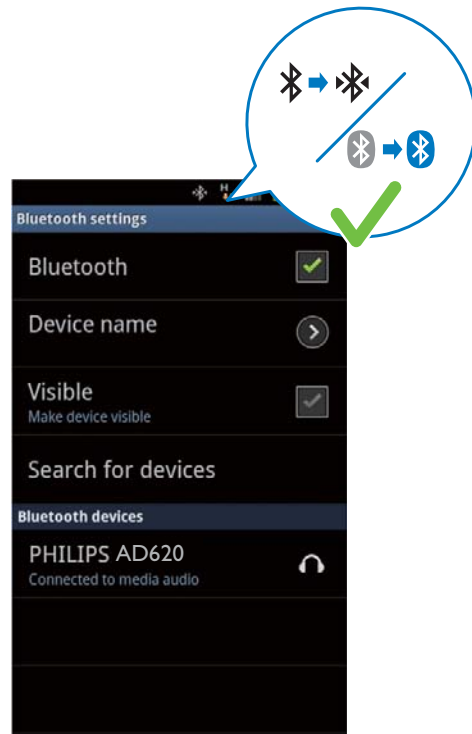 H
Bluetooth settings
Bluetooth
Device name
Visible
Make device visible
Search for devices
Bluetooth devices
PHILIPS AD620
Connected to media audio